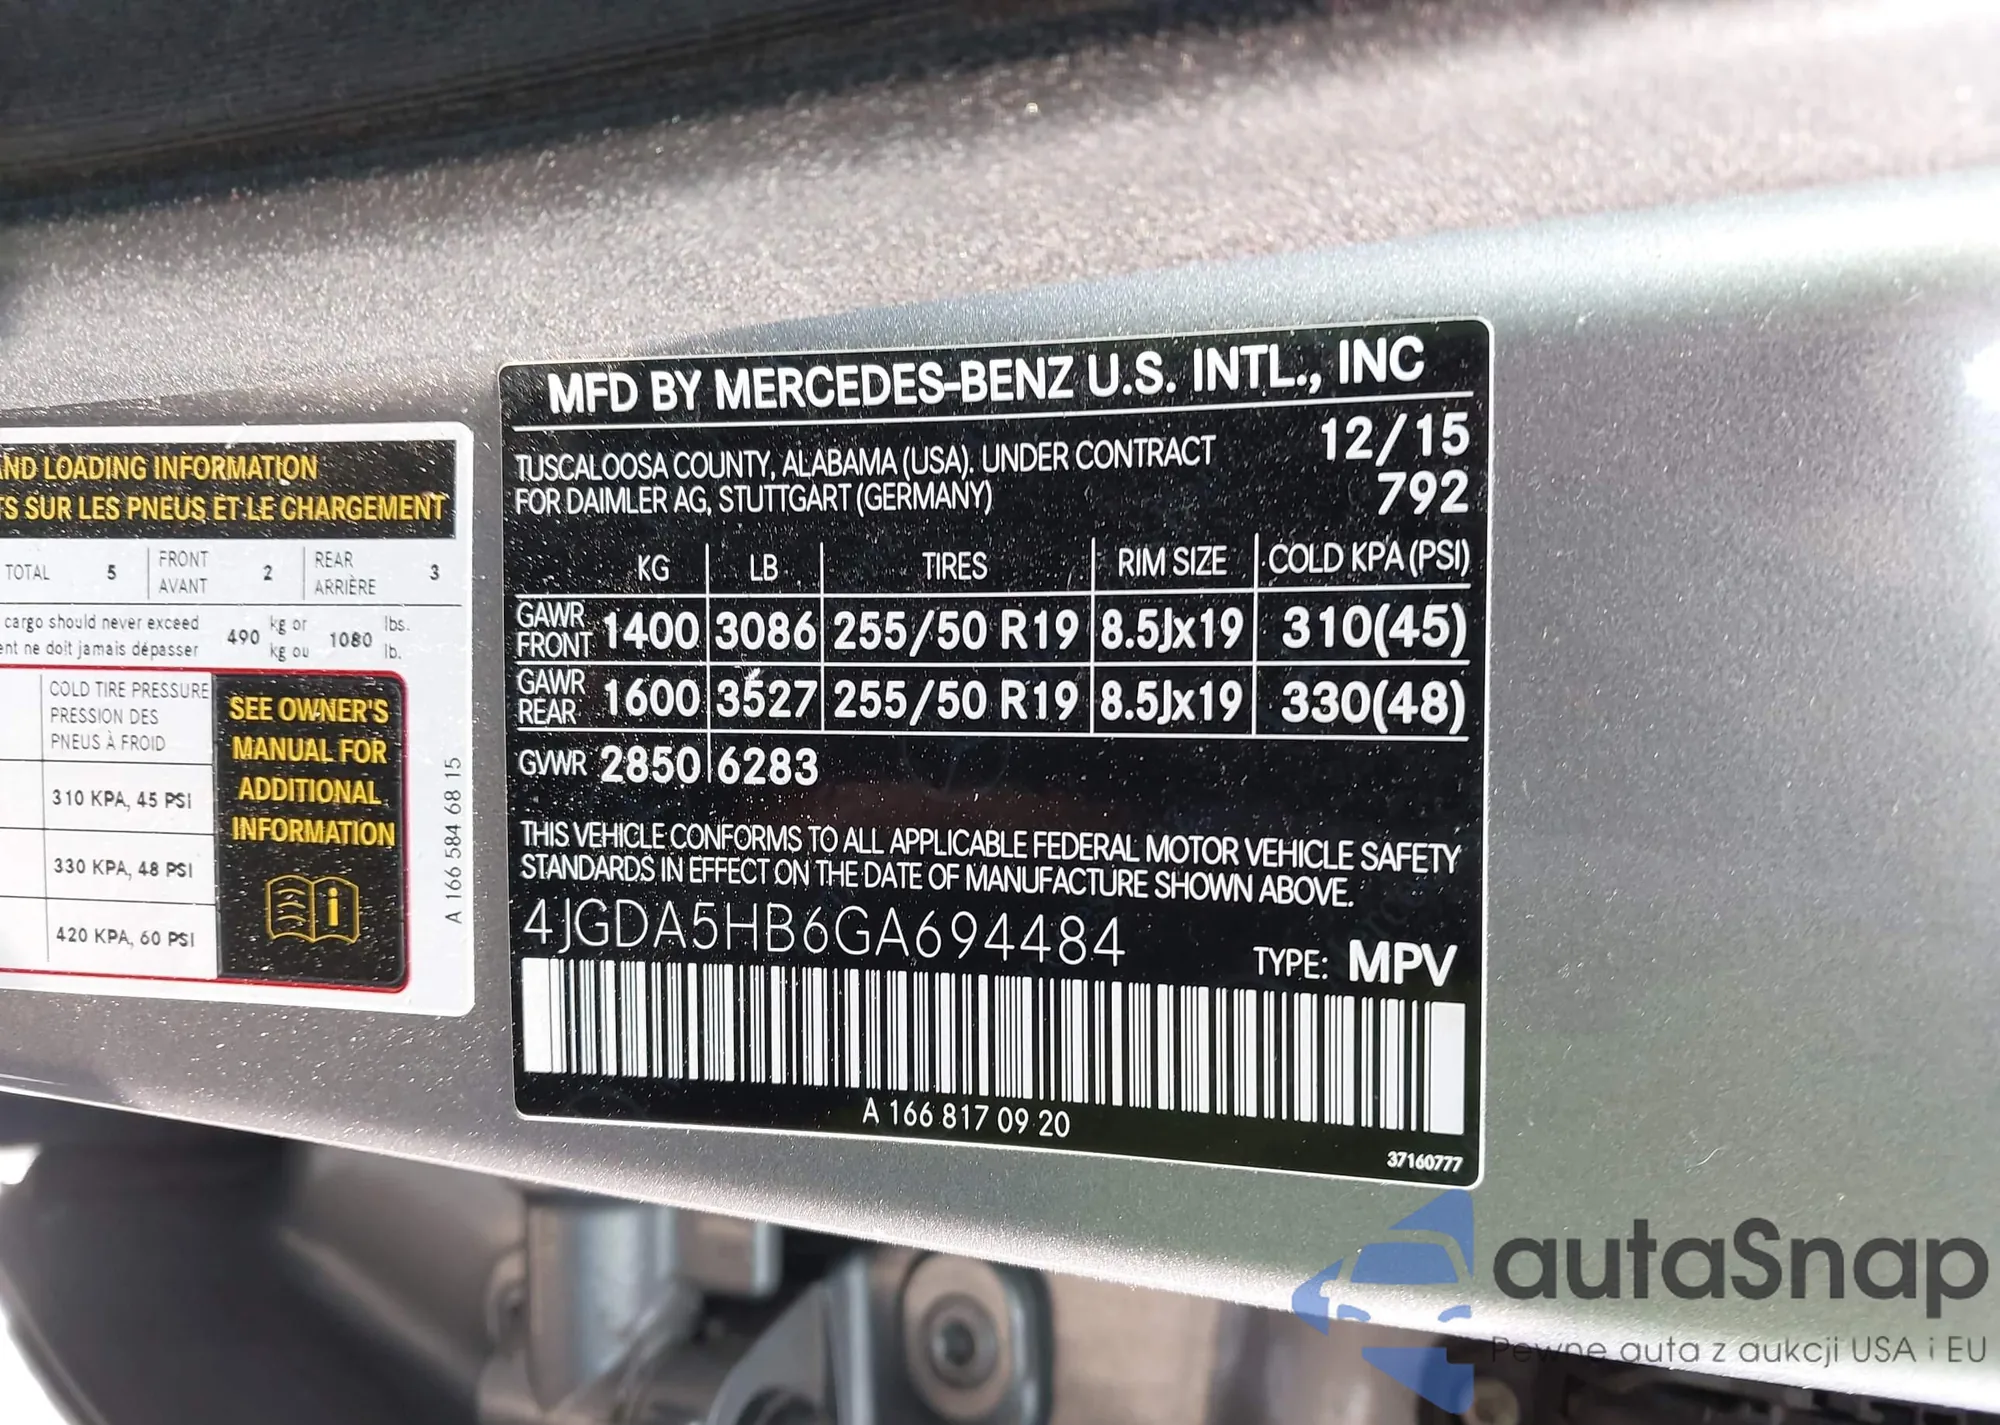 AND LOADING INFORMATION
TS SUR LES PNEUS ET LE CHARGEMENT
TOTAL 5 FRONT AVANT 2 REAR ARRIÈRE 3
cargo should never exceed 490 kg or 1080 lbs.
ent ne doit jamais dépasser kg ou lb.
COLD TIRE PRESSURE
PRESSION DES
PNEUS À FROID
310 KPA, 45 PSI
330 KPA, 48 PSI
420 KPA, 60 PSI
SEE OWNER'S
MANUAL FOR
ADDITIONAL
INFORMATION
A 166 584 68 15
MFD BY MERCEDES-BENZ U.S. INTL., INC
TUSCALOOSA COUNTY, ALABAMA (USA). UNDER CONTRACT 12/15
FOR DAIMLER AG, STUTTGART (GERMANY) 792
KG LB TIRES RIM SIZE COLD KPA (PSI)
GAWR FRONT 1400 3086 255/50 R19 8.5Jx19 310(45)
GAWR REAR 1600 3527 255/50 R19 8.5Jx19 330(48)
GVWR 2850 6283
THIS VEHICLE CONFORMS TO ALL APPLICABLE FEDERAL MOTOR VEHICLE SAFETY
STANDARDS IN EFFECT ON THE DATE OF MANUFACTURE SHOWN ABOVE.
4JGDA5HB6GA694484 TYPE: MPV
A 166 817 09 20
37160777
autaSnap
Pewne auta z aukcji USA i EU